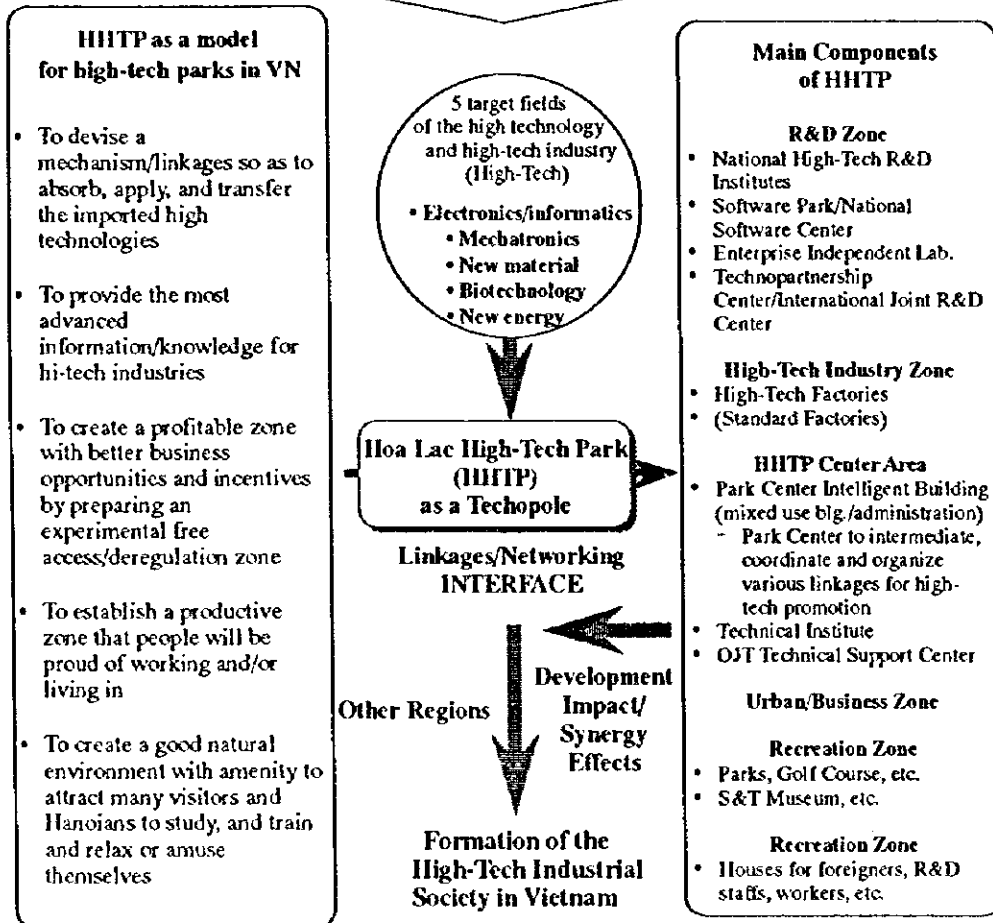 HHTP as a model
for high-tech parks in VN
• To devise a
mechanism/linkages so as to
absorb, apply, and transfer
the imported high
technologies
• To provide the most
advanced
information/knowledge for
hi-tech industries
• To create a profitable zone
with better business
opportunities and incentives
by preparing an
experimental free
access/deregulation zone
• To establish a productive
zone that people will be
proud of working and/or
living in
• To create a good natural
environment with amenity to
attract many visitors and
Hanoians to study, and train
and relax or amuse
themselves
5 target fields
of the high technology
and high-tech industry
(High-Tech)
• Electronics/informatics
• Mechatronics
• New material
• Biotechnology
• New energy
Hoa Lac High-Tech Park
(HHTP)
as a Techopole
Linkages/Networking
INTERFACE
Other Regions
Development
Impact/
Synergy
Effects
Formation of the
High-Tech Industrial
Society in Vietnam
Main Components
of HHTP
R&D Zone
• National High-Tech R&D
Institutes
• Software Park/National
Software Center
• Enterprise Independent Lab.
• Technopartnership
Center/International Joint R&D
Center
High-Tech Industry Zone
• High-Tech Factories
• (Standard Factories)
HHTP Center Area
• Park Center Intelligent Building
(mixed use blg./administration)
- Park Center to intermediate,
coordinate and organize
various linkages for high-
tech promotion
• Technical Institute
• OJT Technical Support Center
Urban/Business Zone
Recreation Zone
• Parks, Golf Course, etc.
• S&T Museum, etc.
Recreation Zone
• Houses for foreigners, R&D
staffs, workers, etc.